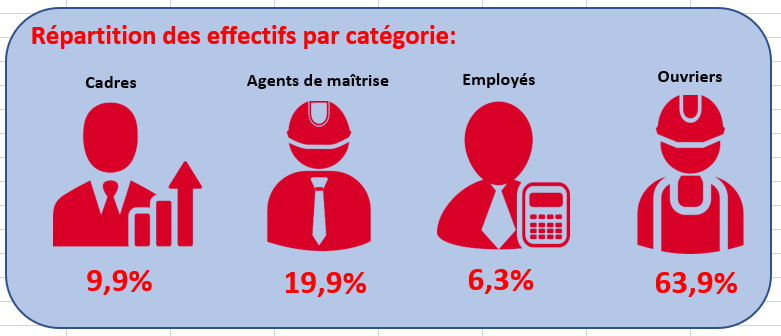 Répartition des effectifs par catégorie:
Cadres
Agents de maîtrise
Employés
Ouvriers
9,9%
19,9%
6,3%
63,9%